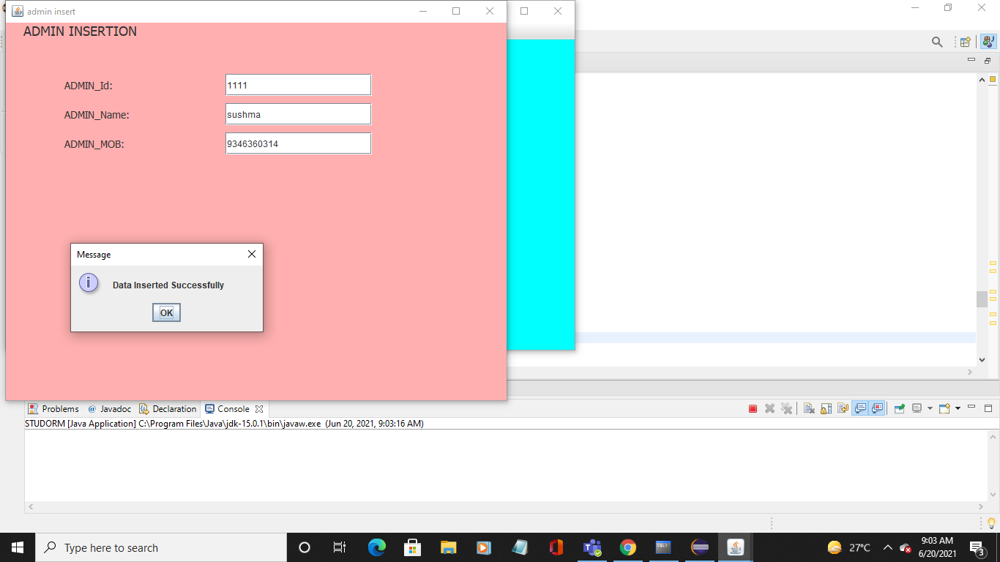 admin insert
ADMIN INSERTION
ADMIN_Id:
1111
ADMIN_Name:
sushma
ADMIN_MOB:
9346360314
Message
i
Data Inserted Successfully
OK
Problems @ Javadoc Declaration Console
STUDORM [Java Application] C:\Program Files\Java\jdk-15.0.1\bin\javaw.exe (Jun 20, 2021, 9:03:16 AM)
Type here to search
SQL>
27°C
9:03 AM
6/20/2021
3